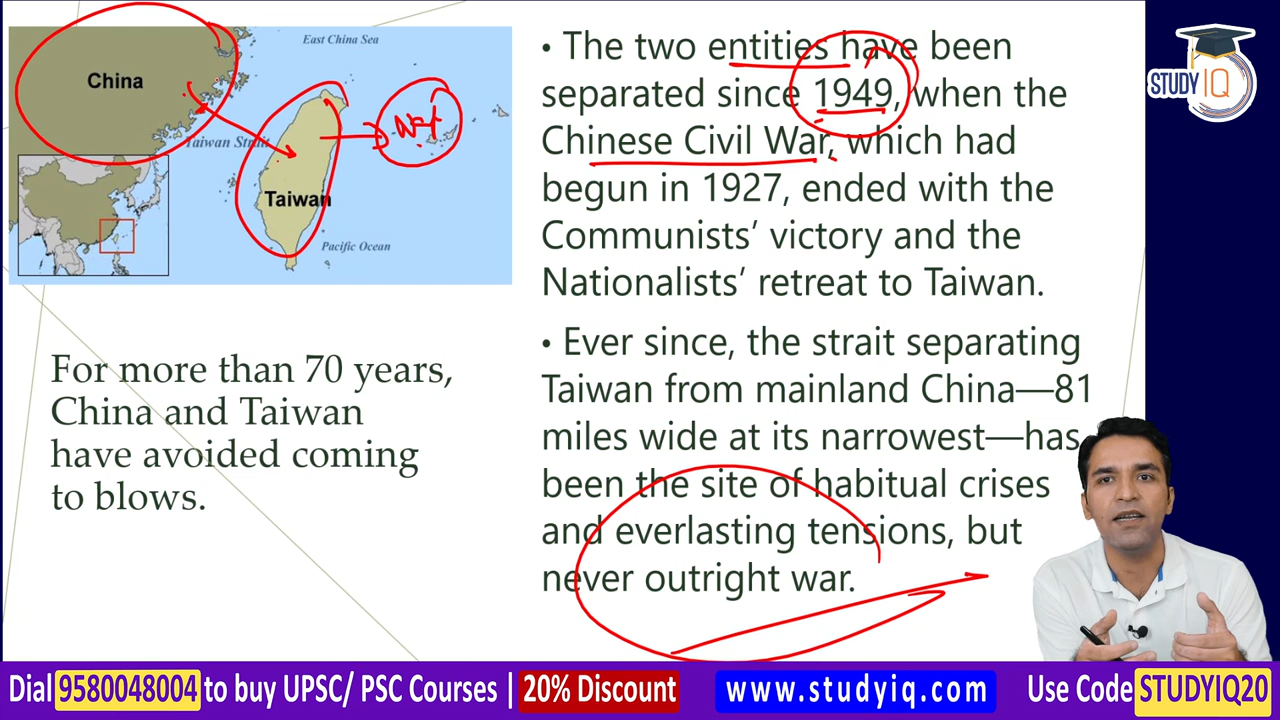 East China Sea
China
Taiwan Strait
Taiwan
Pacific Ocean
For more than 70 years,
China and Taiwan
have avoided coming
to blows.
• The two entities have been
separated since 1949, when the
Chinese Civil War, which had
begun in 1927, ended with the
Communists’ victory and the
Nationalists’ retreat to Taiwan.
• Ever since, the strait separating
Taiwan from mainland China—81
miles wide at its narrowest—has
been the site of habitual crises
and everlasting tensions, but
never outright war.
STUDY IQ
Dial 9580048004 to buy UPSC/ PSC Courses | 20% Discount
www.studyiq.com
Use Code STUDYIQ20